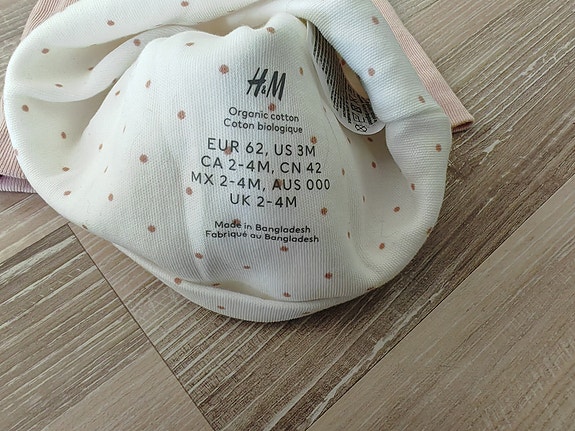 H&M
Organic cotton
Coton biologique
EUR 62, US 3M
CA 2-4M, CN 42
MX 2-4M, AUS 000
UK 2-4M
Made in Bangladesh
Fabriqué au Bangladesh